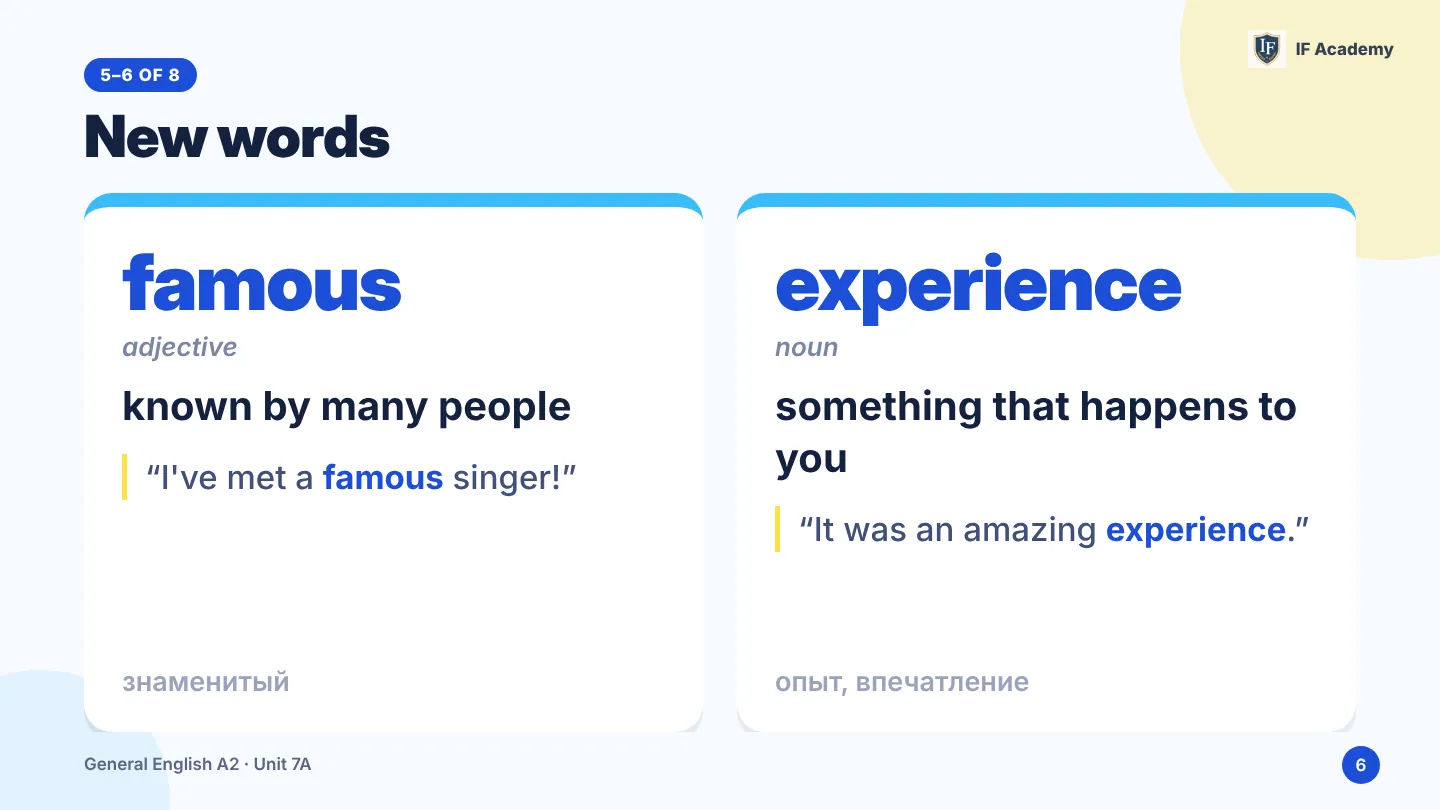 IF Academy
5–6 OF 8
New words
famous
adjective
known by many people
“I've met a famous singer!”
знаменитый
experience
noun
something that happens to
you
“It was an amazing experience.”
опыт, впечатление
General English A2 · Unit 7A
6